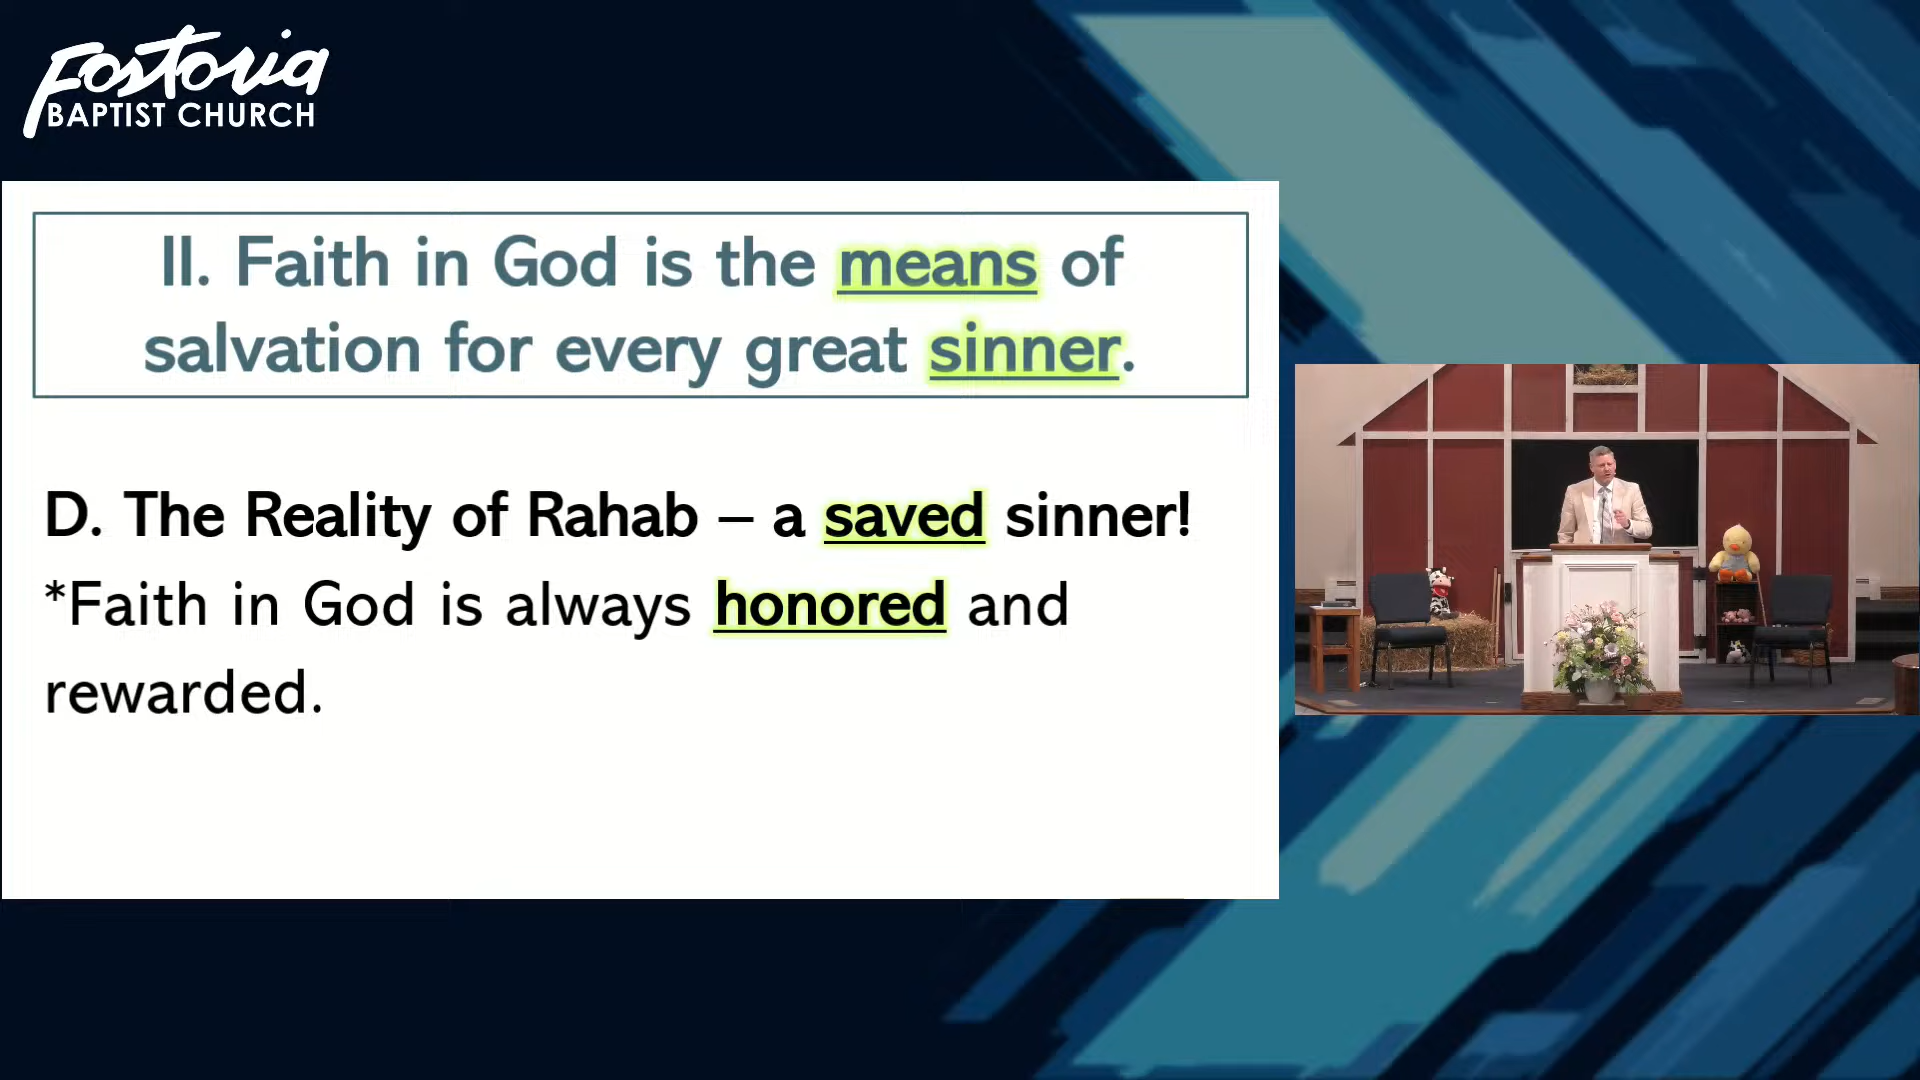 Fostoria
BAPTIST CHURCH
II. Faith in God is the means of
salvation for every great sinner.
D. The Reality of Rahab – a saved sinner!
*Faith in God is always honored and
rewarded.